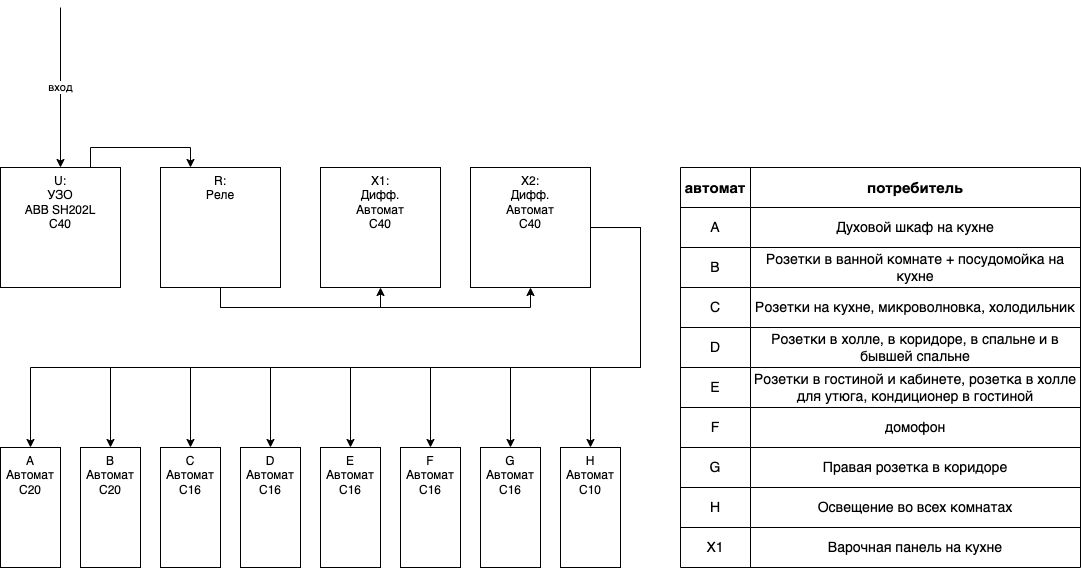 вход
U:
УЗО
ABB SH202L
C40
R:
Реле
X1:
Дифф.
Автомат
C40
X2:
Дифф.
Автомат
C40
A
Автомат
C20
B
Автомат
C20
C
Автомат
C16
D
Автомат
C16
E
Автомат
C16
F
Автомат
C16
G
Автомат
C16
H
Автомат
C10
автомат потребитель
A Духовой шкаф на кухне
B Розетки в ванной комнате + посудомойка на
кухне
C Розетки на кухне, микроволновка, холодильник
D Розетки в холле, в коридоре, в спальне и в
бывшей спальне
E Розетки в гостиной и кабинете, розетка в холле
для утюга, кондиционер в гостиной
F домофон
G Правая розетка в коридоре
H Освещение во всех комнатах
X1 Варочная панель на кухне